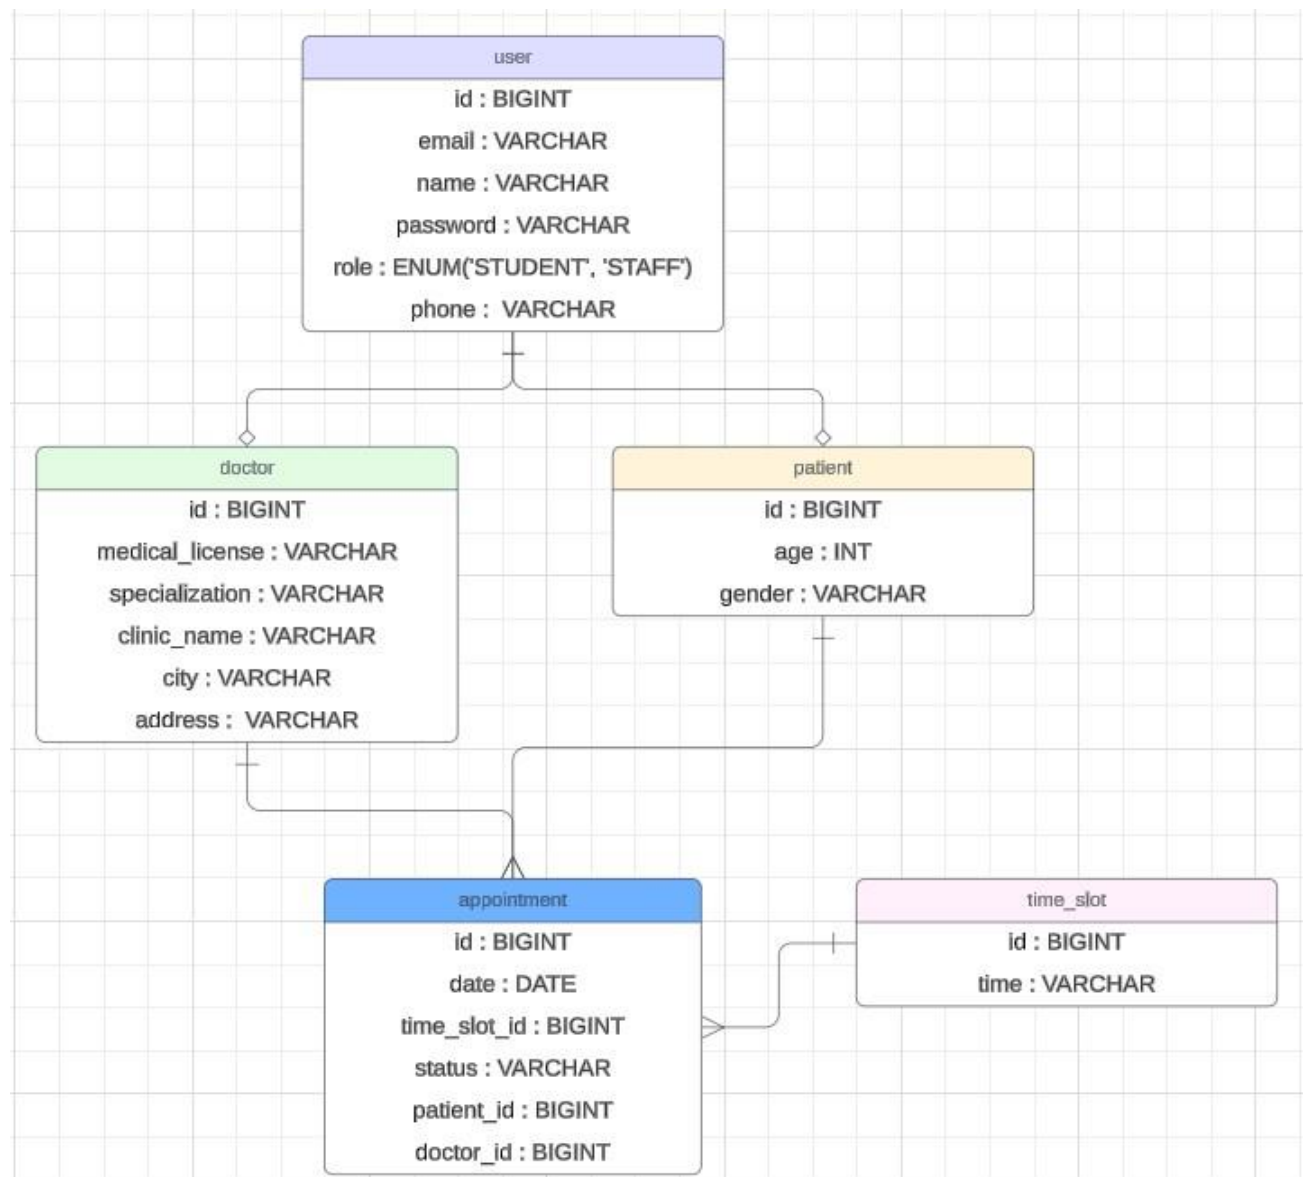 user
id : BIGINT
email : VARCHAR
name : VARCHAR
password : VARCHAR
role : ENUM('STUDENT', 'STAFF')
phone :  VARCHAR
doctor
id : BIGINT
medical_license : VARCHAR
specialization : VARCHAR
clinic_name : VARCHAR
city : VARCHAR
address :  VARCHAR
patient
id : BIGINT
age : INT
gender : VARCHAR
appointment
id : BIGINT
date : DATE
time_slot_id : BIGINT
status : VARCHAR
patient_id : BIGINT
doctor_id : BIGINT
time_slot
id : BIGINT
time : VARCHAR